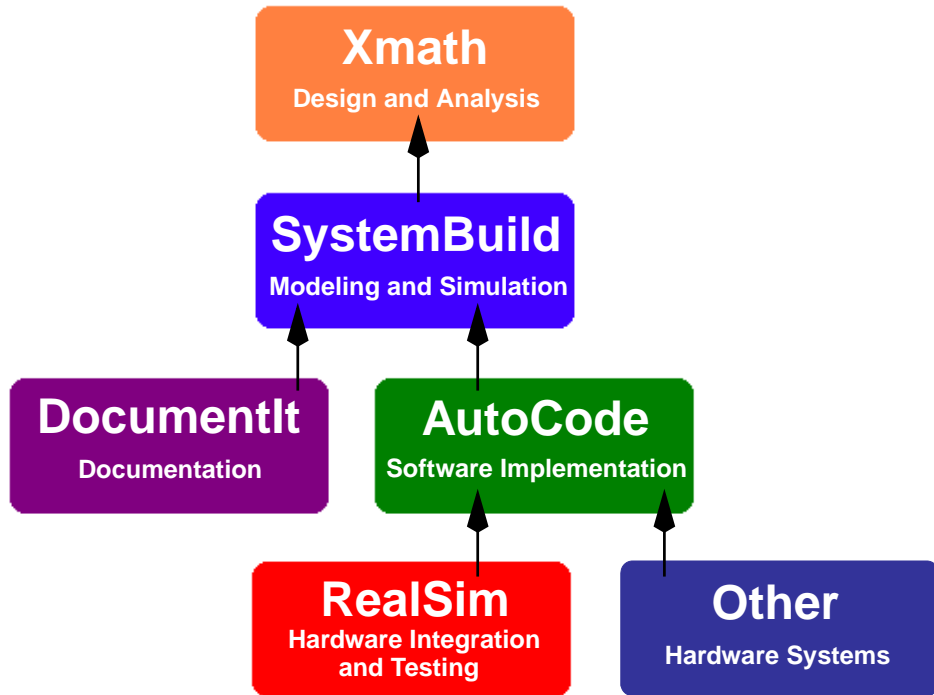 Xmath
Design and Analysis
SystemBuild
Modeling and Simulation
DocumentIt
Documentation
AutoCode
Software Implementation
RealSim
Hardware Integration
and Testing
Other
Hardware Systems